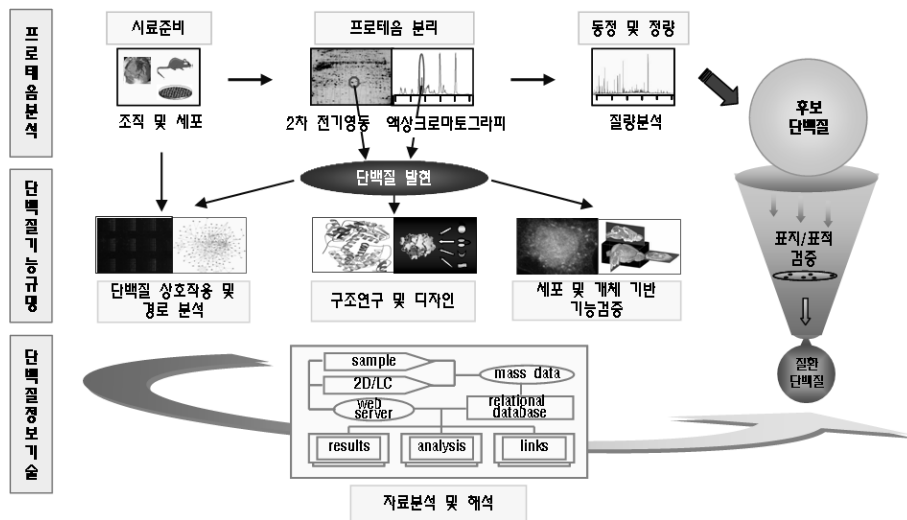 프로테옴분석
시료준비
프로테옴 분리
동정 및 정량
조직 및 세포
2차 전기영동
액상크로마토그라피
질량분석
후보
단백질
단백질기능규명
단백질 발현
표지/표적
검증
단백질 상호작용 및
경로 분석
구조연구 및 디자인
세포 및 개체 기반
기능검증
질환
단백질
단백질정보기술
sample
2D/LC
mass data
web
server
relational
database
results
analysis
links
자료분석 및 해석